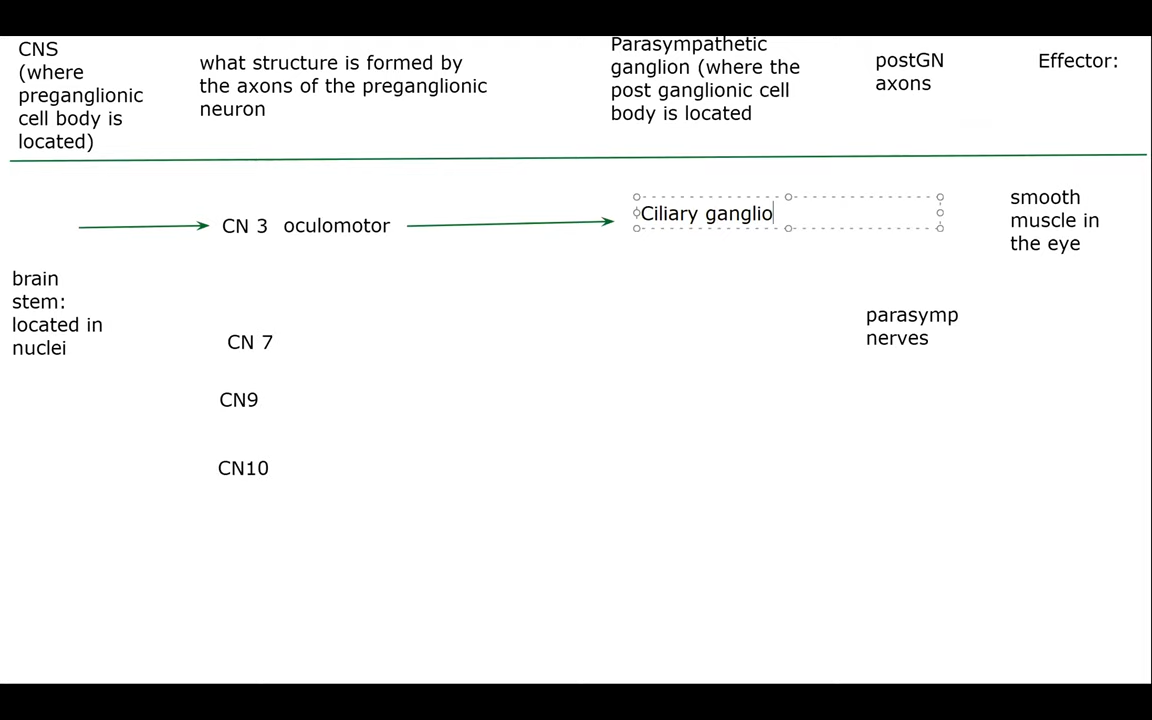 CNS
(where
preganglionic
cell body is
located)
what structure is formed by
the axons of the preganglionic
neuron
Parasympathetic
ganglion (where the
post ganglionic cell
body is located
postGN
axons
Effector:
CN 3 oculomotor
Ciliary ganglio
smooth
muscle in
the eye
brain
stem:
located in
nuclei
CN 7
parasymp
nerves
CN9
CN10